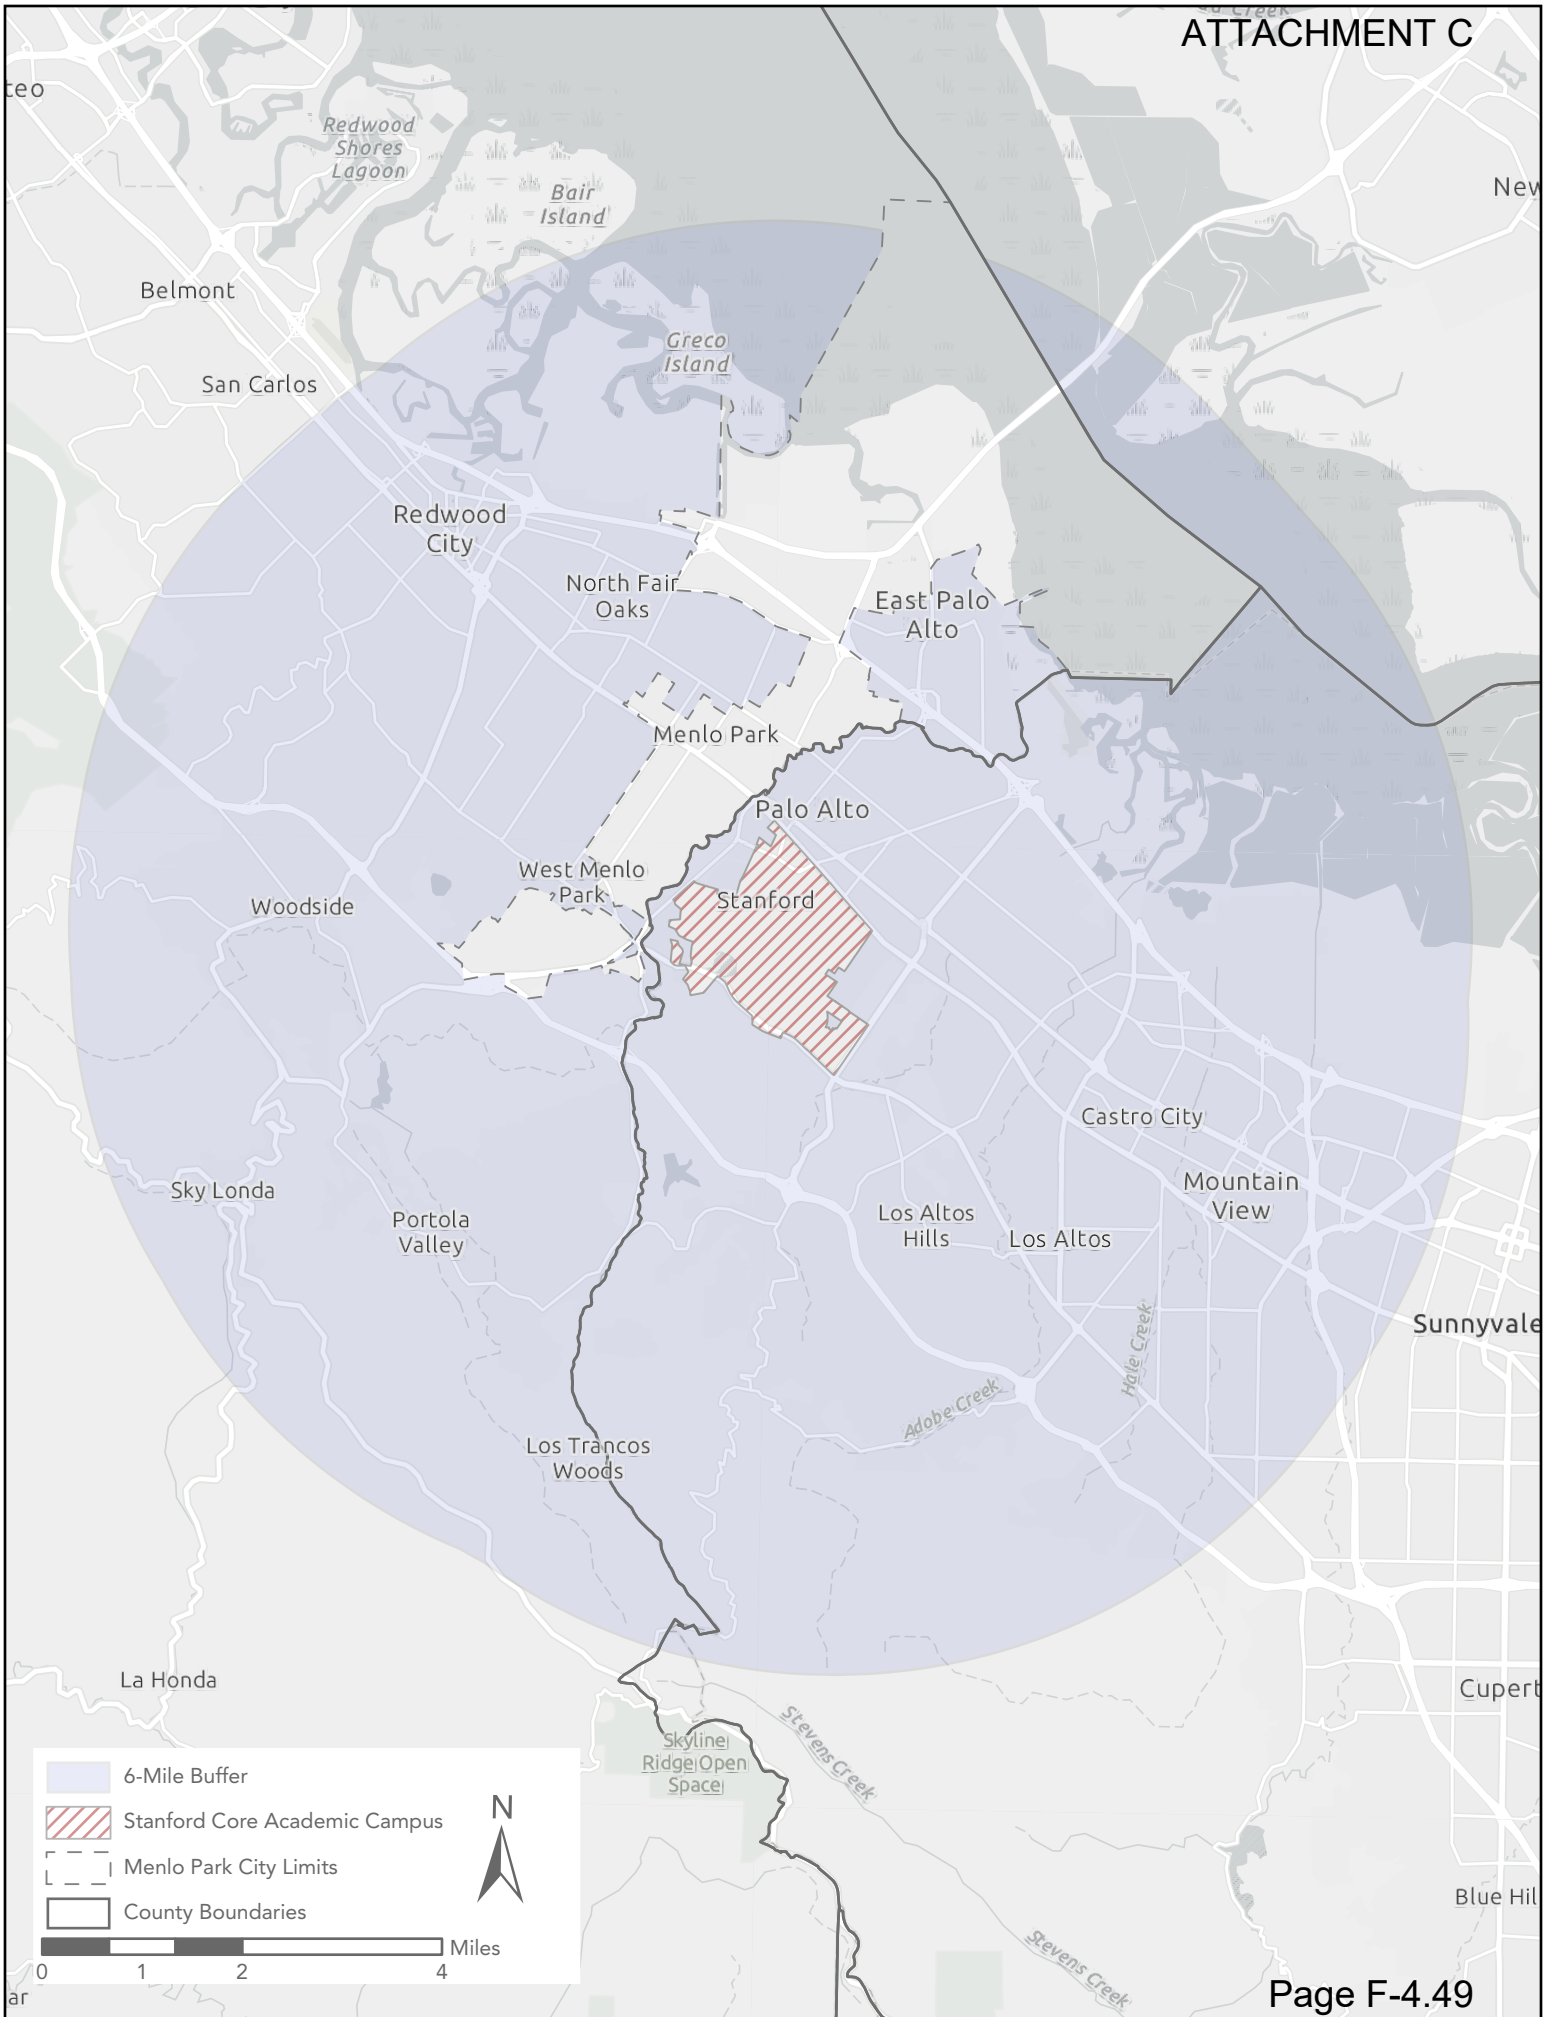 ATTACHMENT C
teo
Redwood
Shores
Lagoon
Bair
Island
New
Belmont
Greco
Island
San Carlos
Redwood
City
North Fair
Oaks
East Palo
Alto
Menlo Park
Palo Alto
West Menlo
Park
Stanford
Woodside
Castro City
Sky Londa
Mountain
View
Portola
Valley
Los Altos
Hills
Los Altos
Sunnyvale
Hale Creek
Adobe Creek
Los Trancos
Woods
La Honda
Cupert
Skyline
Ridge Open
Space
Stevens Creek
6-Mile Buffer
Stanford Core Academic Campus
N
Menlo Park City Limits
County Boundaries
Blue Hil
Miles
0 1 2 4
Stevens Creek
ar
Page F-4.49